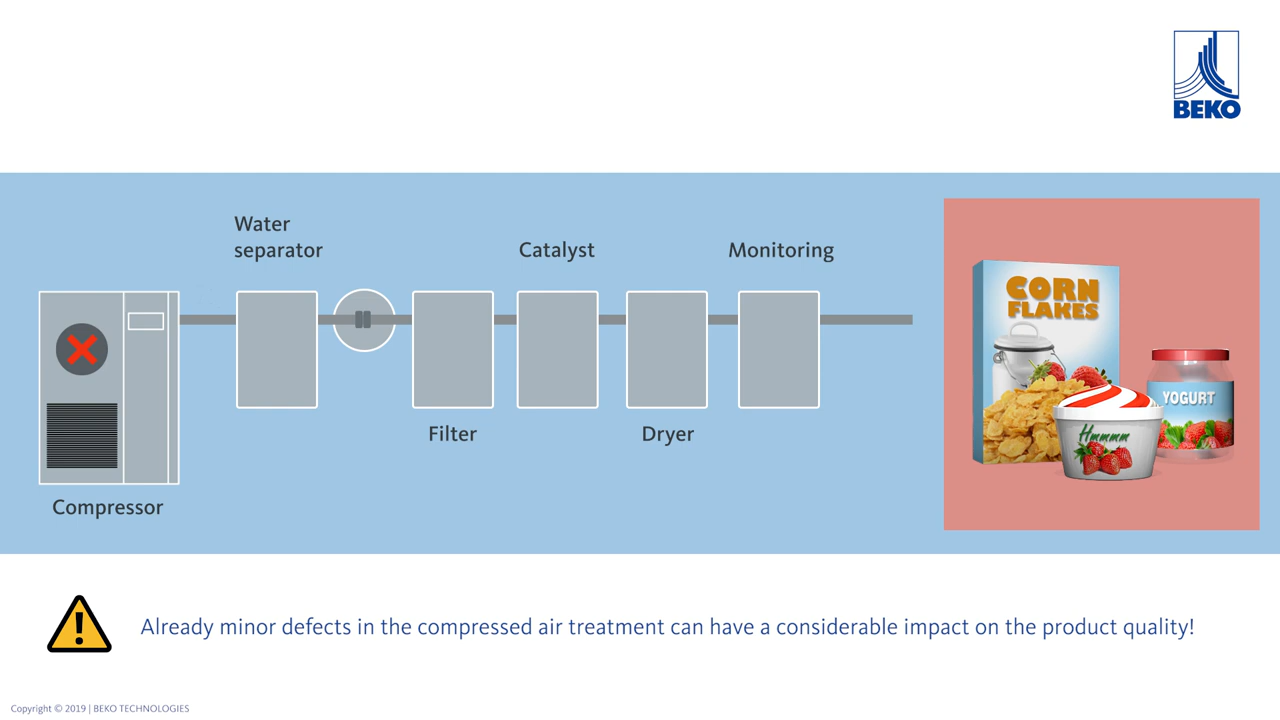 BEKO
Water
separator
Catalyst
Monitoring
CORN
FLAKES
YOGURT
Hmmmm
Filter
Dryer
Compressor
Already minor defects in the compressed air treatment can have a considerable impact on the product quality!
Copyright © 2019 | BEKO TECHNOLOGIES